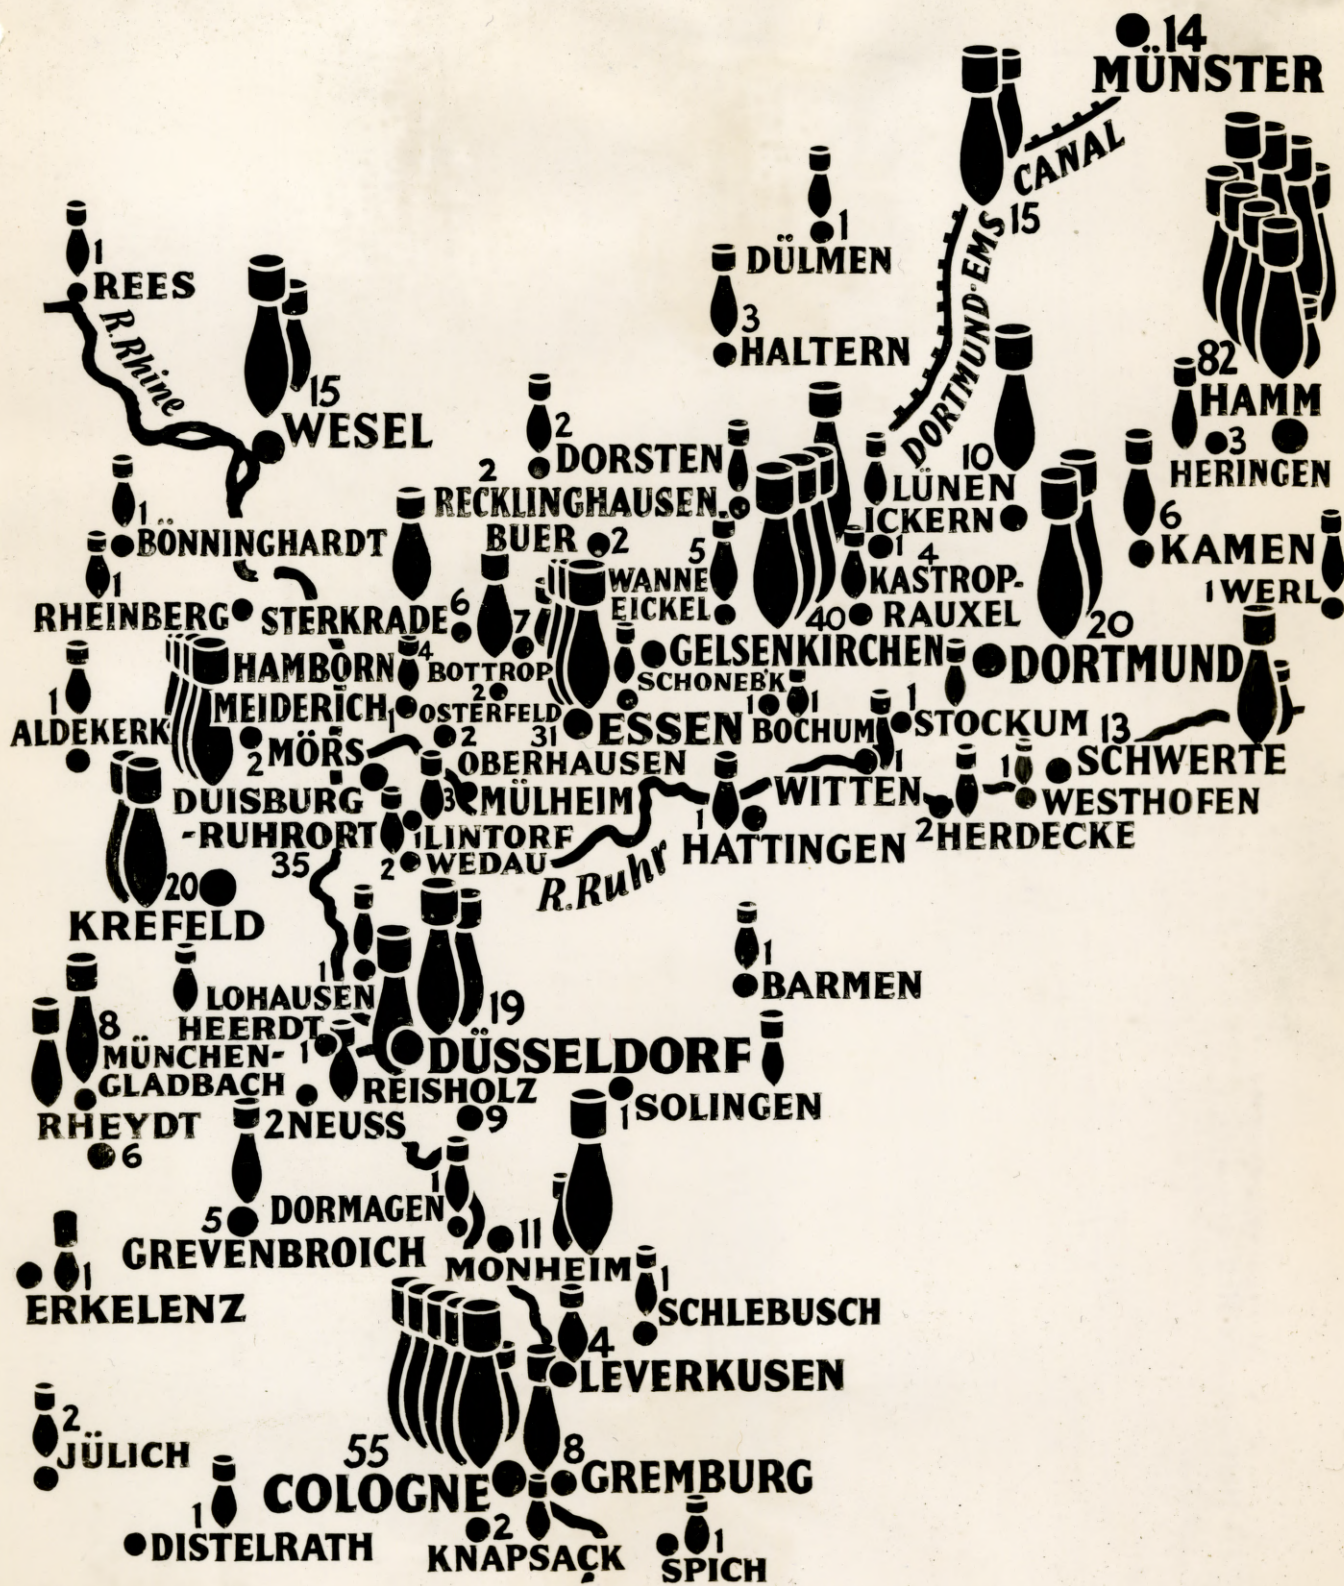 14
MÜNSTER
CANAL
DORTMUND-EMS
15
1
DÜLMEN
1
REES
R. Rhine
3
HALTERN
15
WESEL
82
HAMM
3
HERINGEN
2
DORSTEN
2
RECKLINGHAUSEN
10
LÜNEN
ICKERN
1
6
KAMEN
1
BÖNNINGHARDT
BUER 2
5
WANNE
EICKEL
4
KASTROP-
RAUXEL
40
GELSENKIRCHEN
1 WERL
1
RHEINBERG
STERKRADE 6
7
BOTTROP
20
DORTMUND
HAMBORN 4
SCHONEB'K
1
1
BOCHUM
1
ALDEKERK
MEIDERICH 1
2
OSTERFELD
31
ESSEN
1
STOCKUM
13
SCHWERTE
2
MÖRS
2
OBERHAUSEN
1
WITTEN
1
WESTHOFEN
DUISBURG
-RUHRORT
35
3
MÜLHEIM
1
LINTORF
2
WEDAU
R. Ruhr
1
HATTINGEN
2
HERDECKE
20
KREFELD
1
BARMEN
1
LOHAUSEN
19
DÜSSELDORF
HEERDT
1
8
MÜNCHEN-
GLADBACH
REISHOLZ
9
1
SOLINGEN
RHEYDT
6
2
NEUSS
1
DORMAGEN
5
GREVENBROICH
11
MONHEIM
1
ERKELENZ
1
SCHLEBUSCH
4
LEVERKUSEN
2
JÜLICH
55
COLOGNE
8
GREMBURG
1
DISTELRATH
2
KNAPSACK
1
SPICH